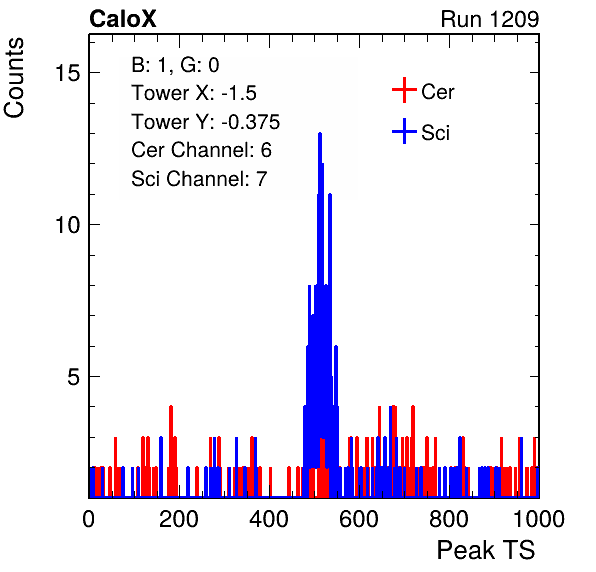 CaloX Run 1209
Counts
B: 1, G: 0
Tower X: -1.5
Tower Y: -0.375
Cer Channel: 6
Sci Channel: 7
Cer
Sci
15
10
5
0 200 400 600 800 1000
Peak TS